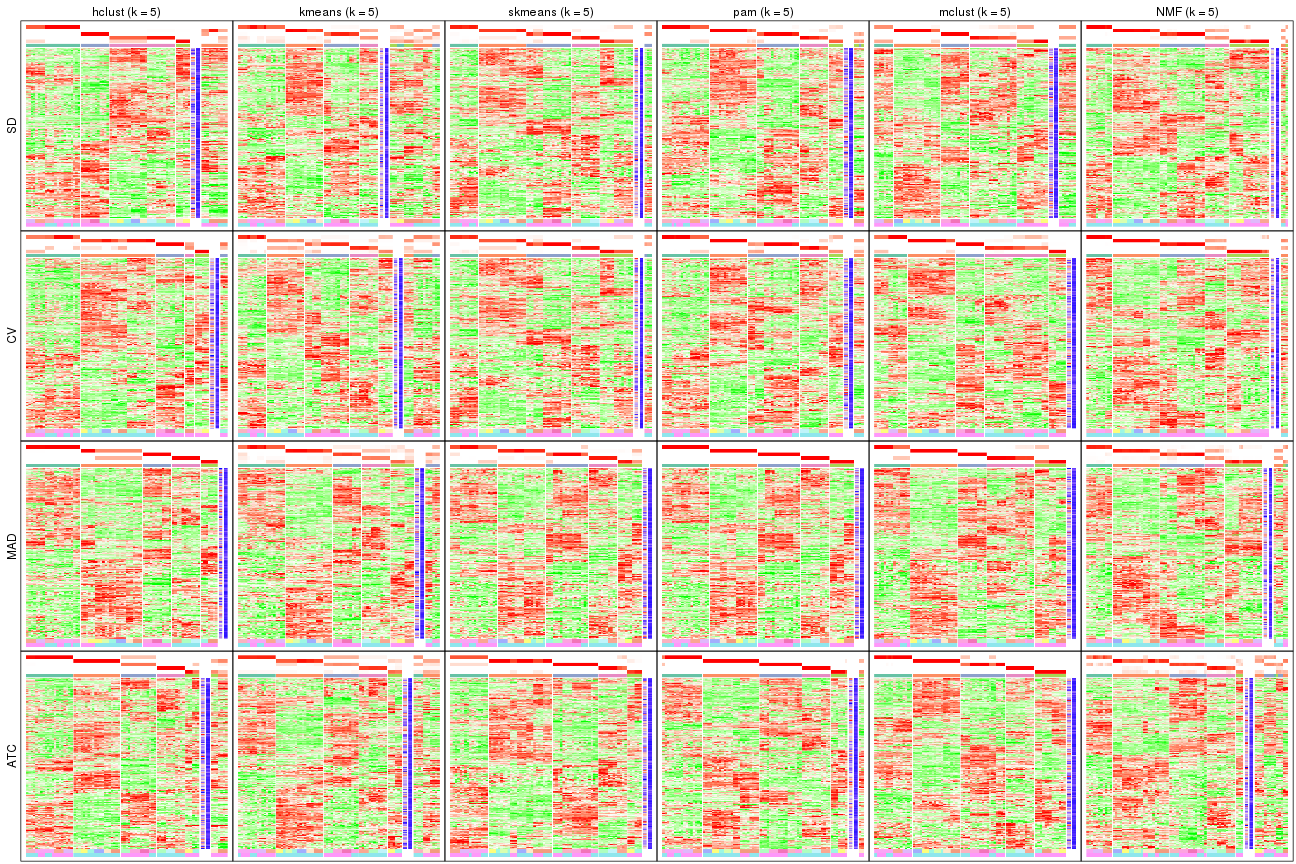 hclust (k = 5) kmeans (k = 5) skmeans (k = 5) pam (k = 5) mclust (k = 5) NMF (k = 5)
SD
CV
MAD
ATC